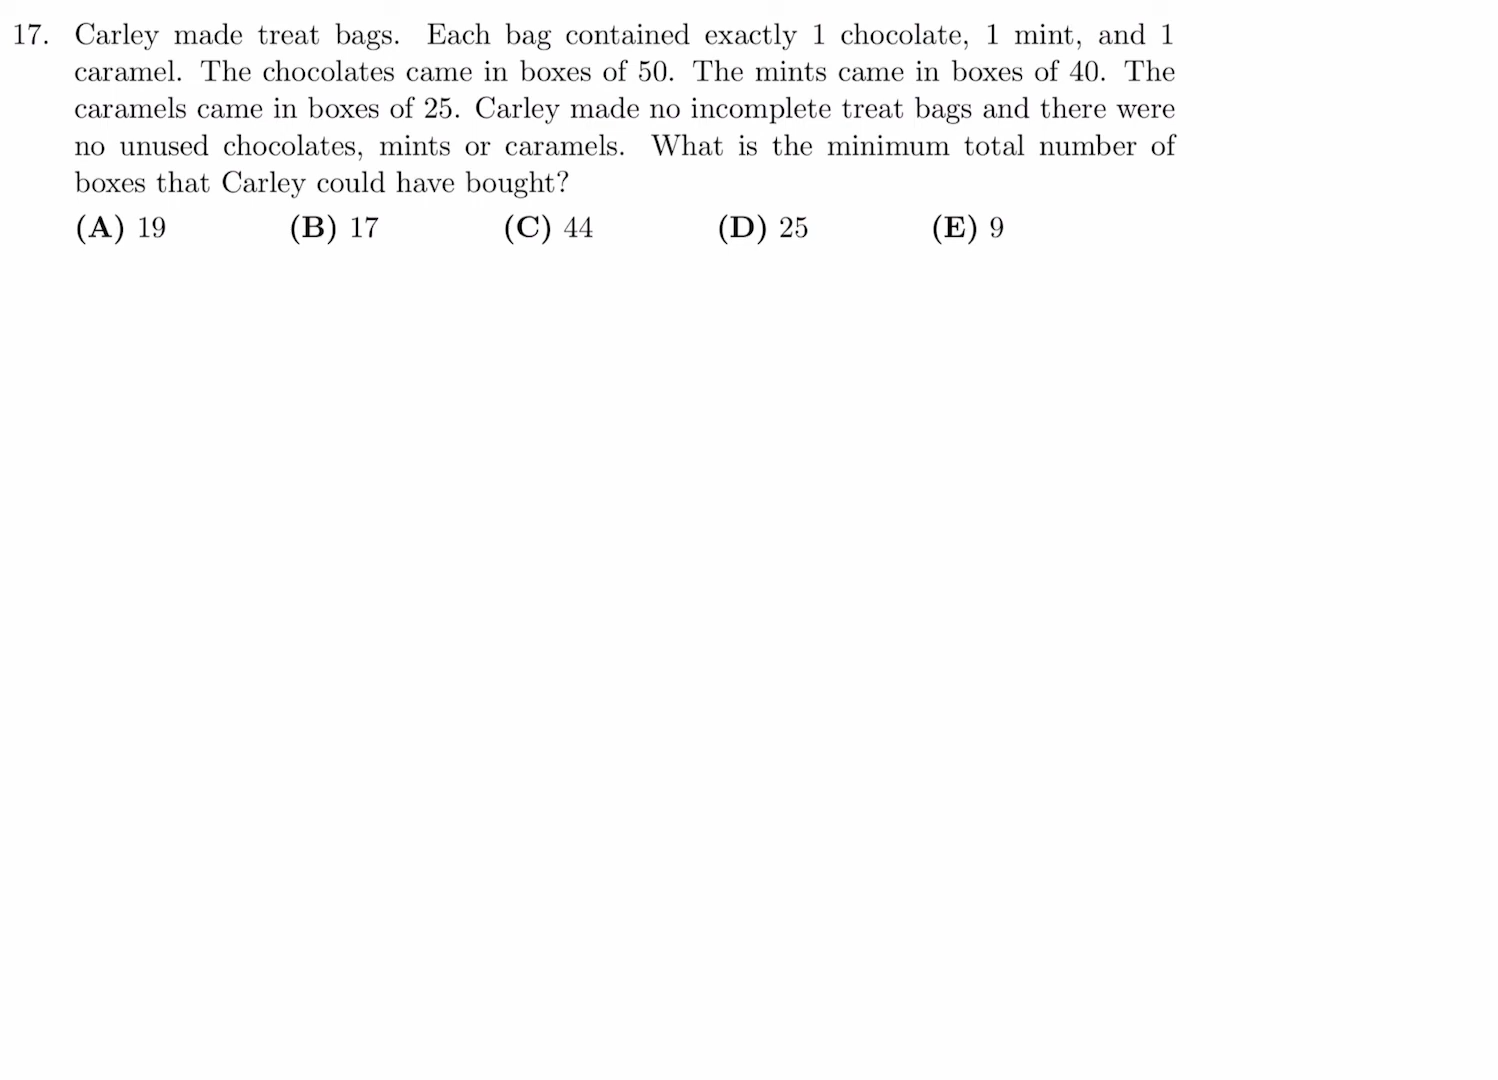 17. Carley made treat bags. Each bag contained exactly 1 chocolate, 1 mint, and 1
caramel. The chocolates came in boxes of 50. The mints came in boxes of 40. The
caramels came in boxes of 25. Carley made no incomplete treat bags and there were
no unused chocolates, mints or caramels. What is the minimum total number of
boxes that Carley could have bought?
(A) 19 (B) 17 (C) 44 (D) 25 (E) 9